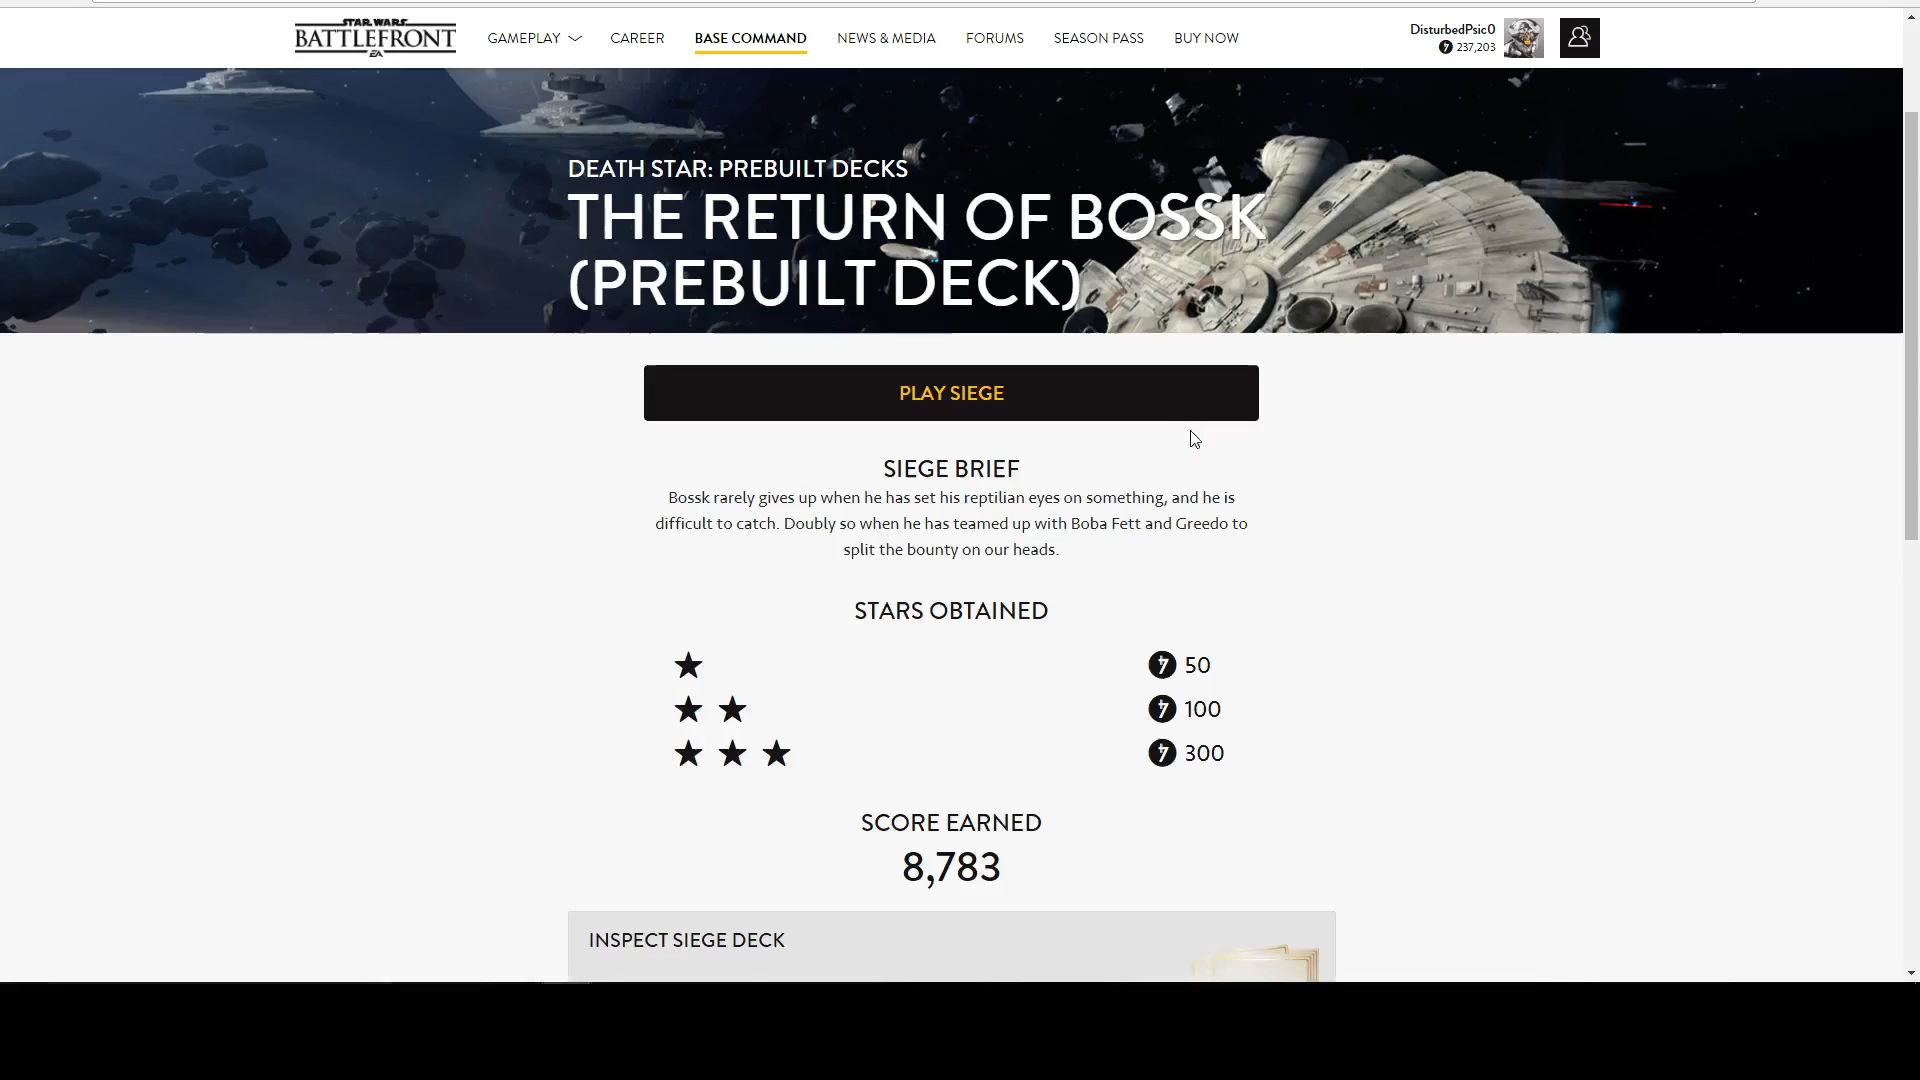 STAR WARS
BATTLEFRONT
EA
GAMEPLAY
CAREER
BASE COMMAND
NEWS & MEDIA
FORUMS
SEASON PASS
BUY NOW
DisturbedPsic0
237,203
DEATH STAR: PREBUILT DECKS
THE RETURN OF BOSSK
(PREBUILT DECK)
PLAY SIEGE
SIEGE BRIEF
Bossk rarely gives up when he has set his reptilian eyes on something, and he is
difficult to catch. Doubly so when he has teamed up with Boba Fett and Greedo to
split the bounty on our heads.
STARS OBTAINED
50
100
300
SCORE EARNED
8,783
INSPECT SIEGE DECK